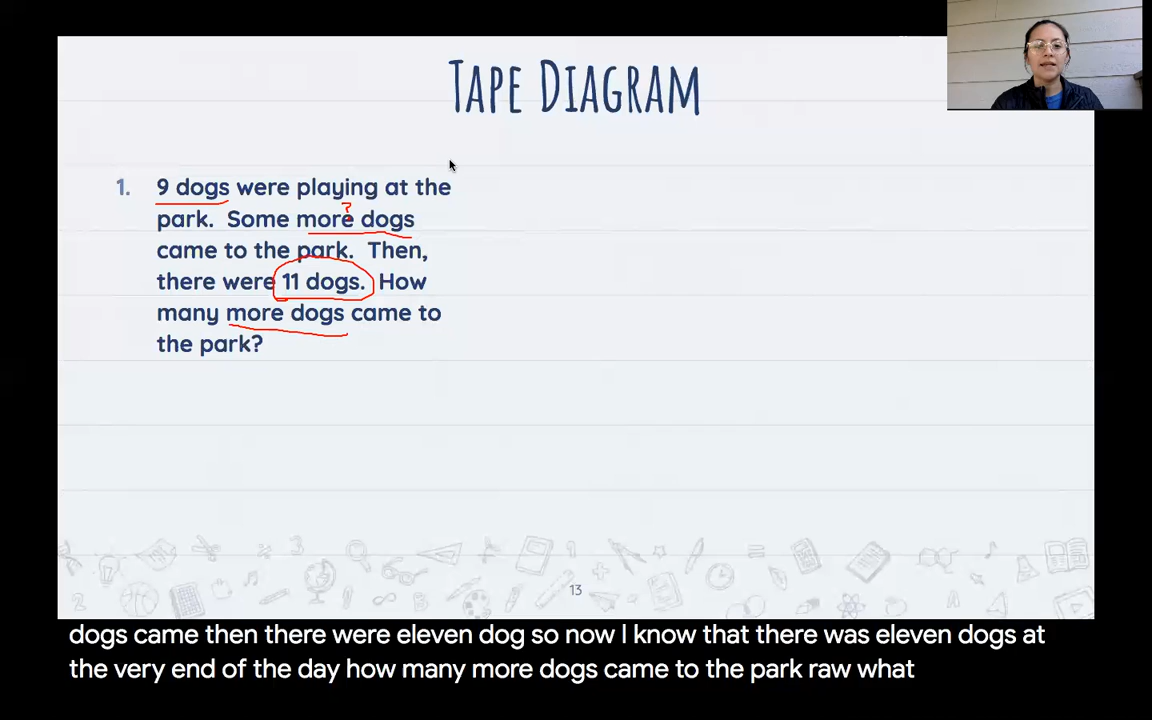 TAPE DIAGRAM
1. 9 dogs were playing at the
?
park. Some more dogs
came to the park. Then,
there were 11 dogs. How
many more dogs came to
the park?
13
dogs came then there were eleven dog so now I know that there was eleven dogs at
the very end of the day how many more dogs came to the park raw what